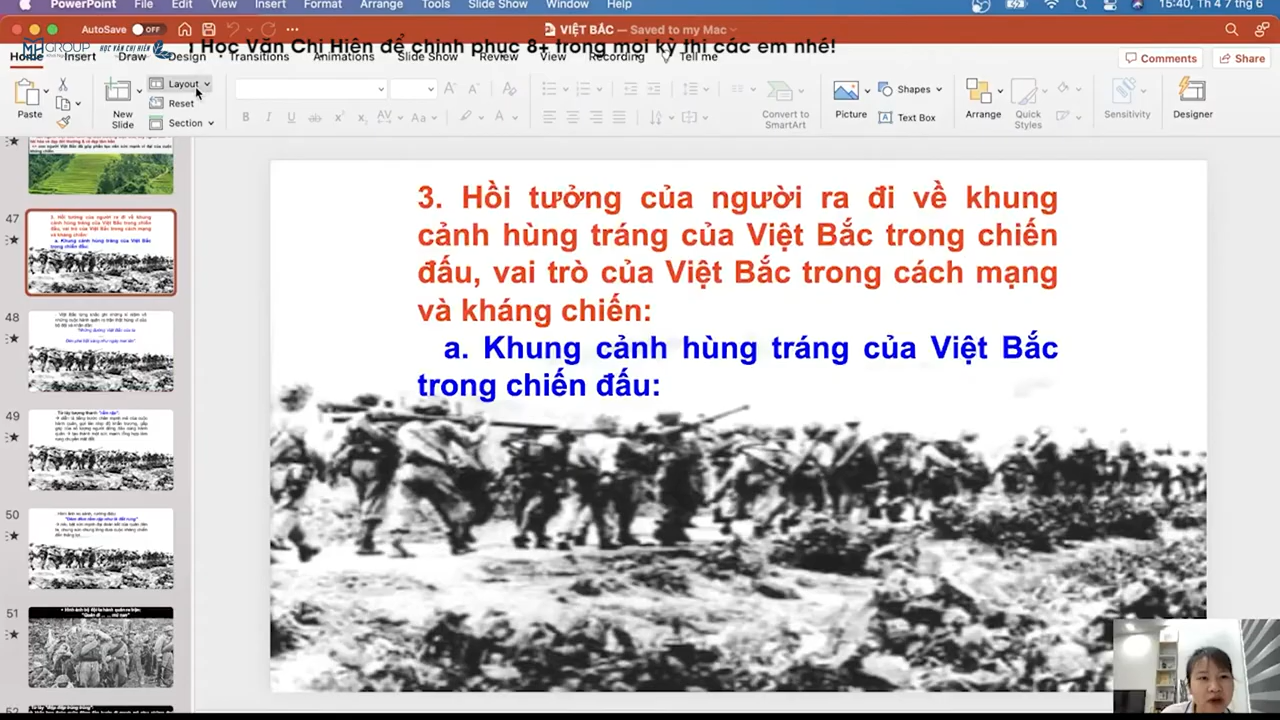 PowerPoint File Edit View Insert Format Arrange Tools Slide Show Window Help
15:40, Th 4 7 thg 6
AutoSave OFF
VIỆT BẮC — Saved to my Mac
MHGROUP HỌC VĂN CHỊ HIÊN
Học Văn Chị Hiên để chinh phục 8+ trong mọi kỳ thi các em nhé!
Home Insert Draw Design Transitions Animations Slide Show Review View Recording Tell me
Comments Share
Paste
New Slide
Layout
Reset
Section
Convert to SmartArt
Picture
Shapes
Text Box
Arrange
Quick Styles
Sensitivity
Designer
47
48
49
50
51
52
3. Hồi tưởng của người ra đi về khung
cảnh hùng tráng của Việt Bắc trong chiến
đấu, vai trò của Việt Bắc trong cách mạng
và kháng chiến:
a. Khung cảnh hùng tráng của Việt Bắc
trong chiến đấu: